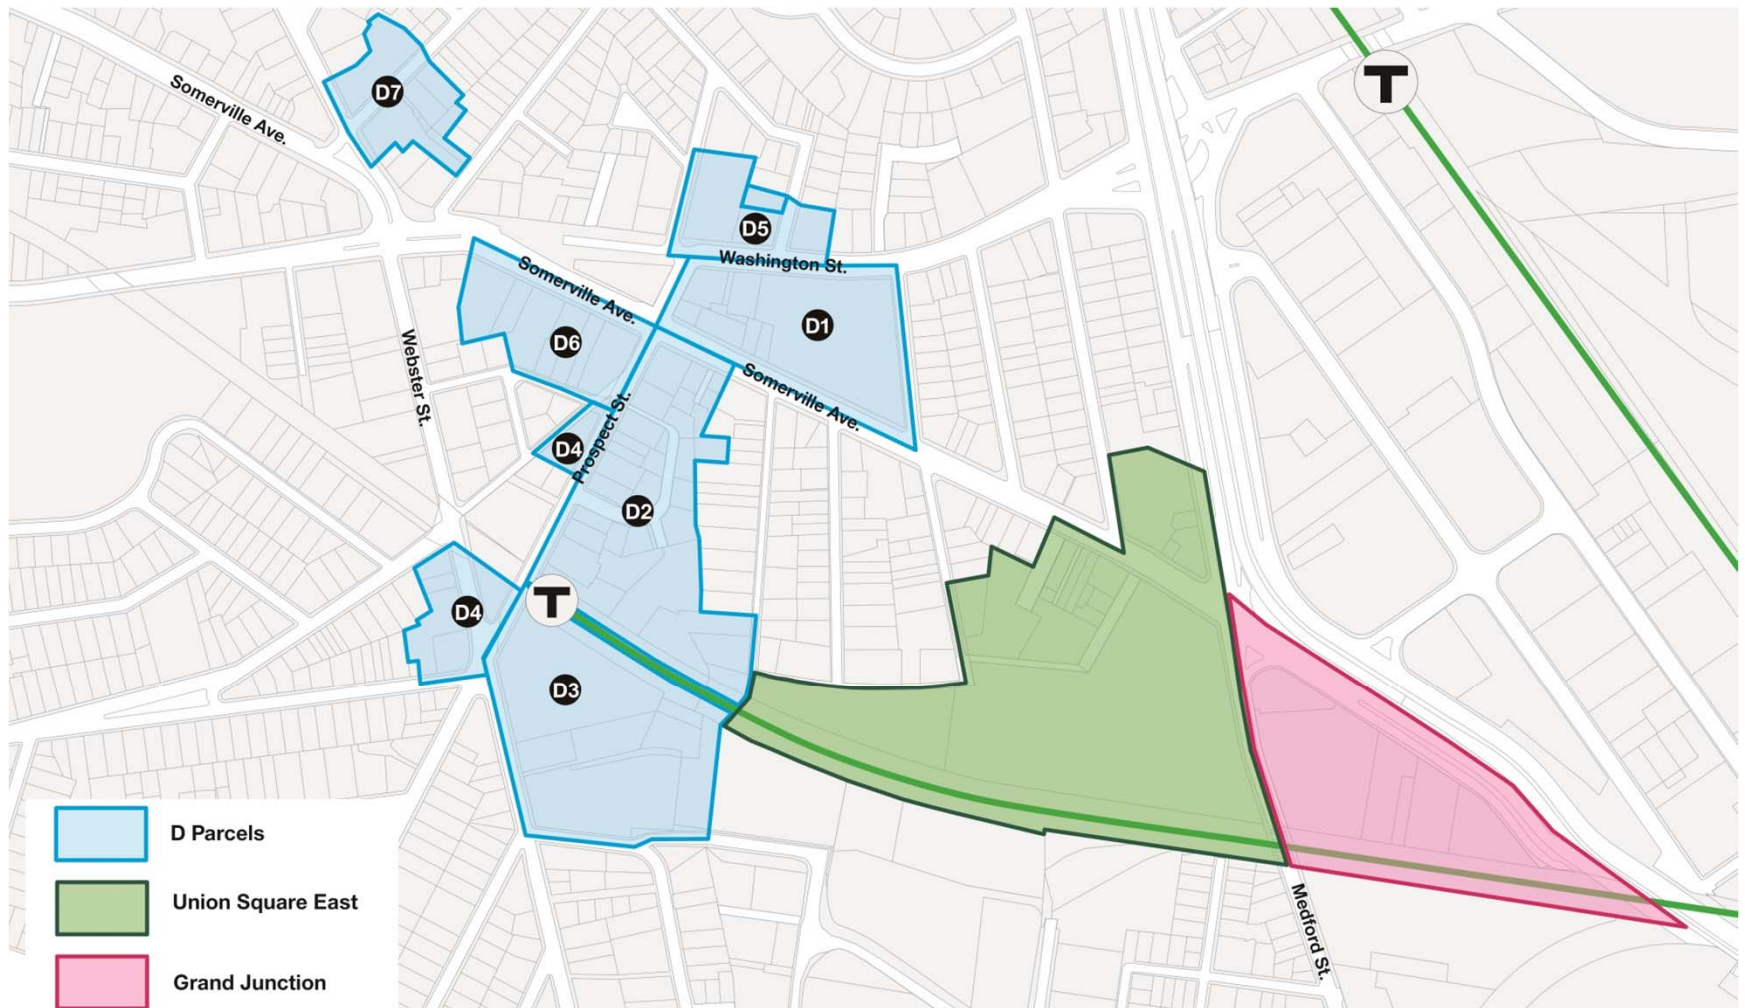 T
D7
Somerville Ave.
D5
Washington St.
Somerville Ave.
D1
D6
Webster St.
Somerville Ave.
Prospect St.
D4
D2
T
D4
D3
D Parcels
Union Square East
Medford St.
Grand Junction